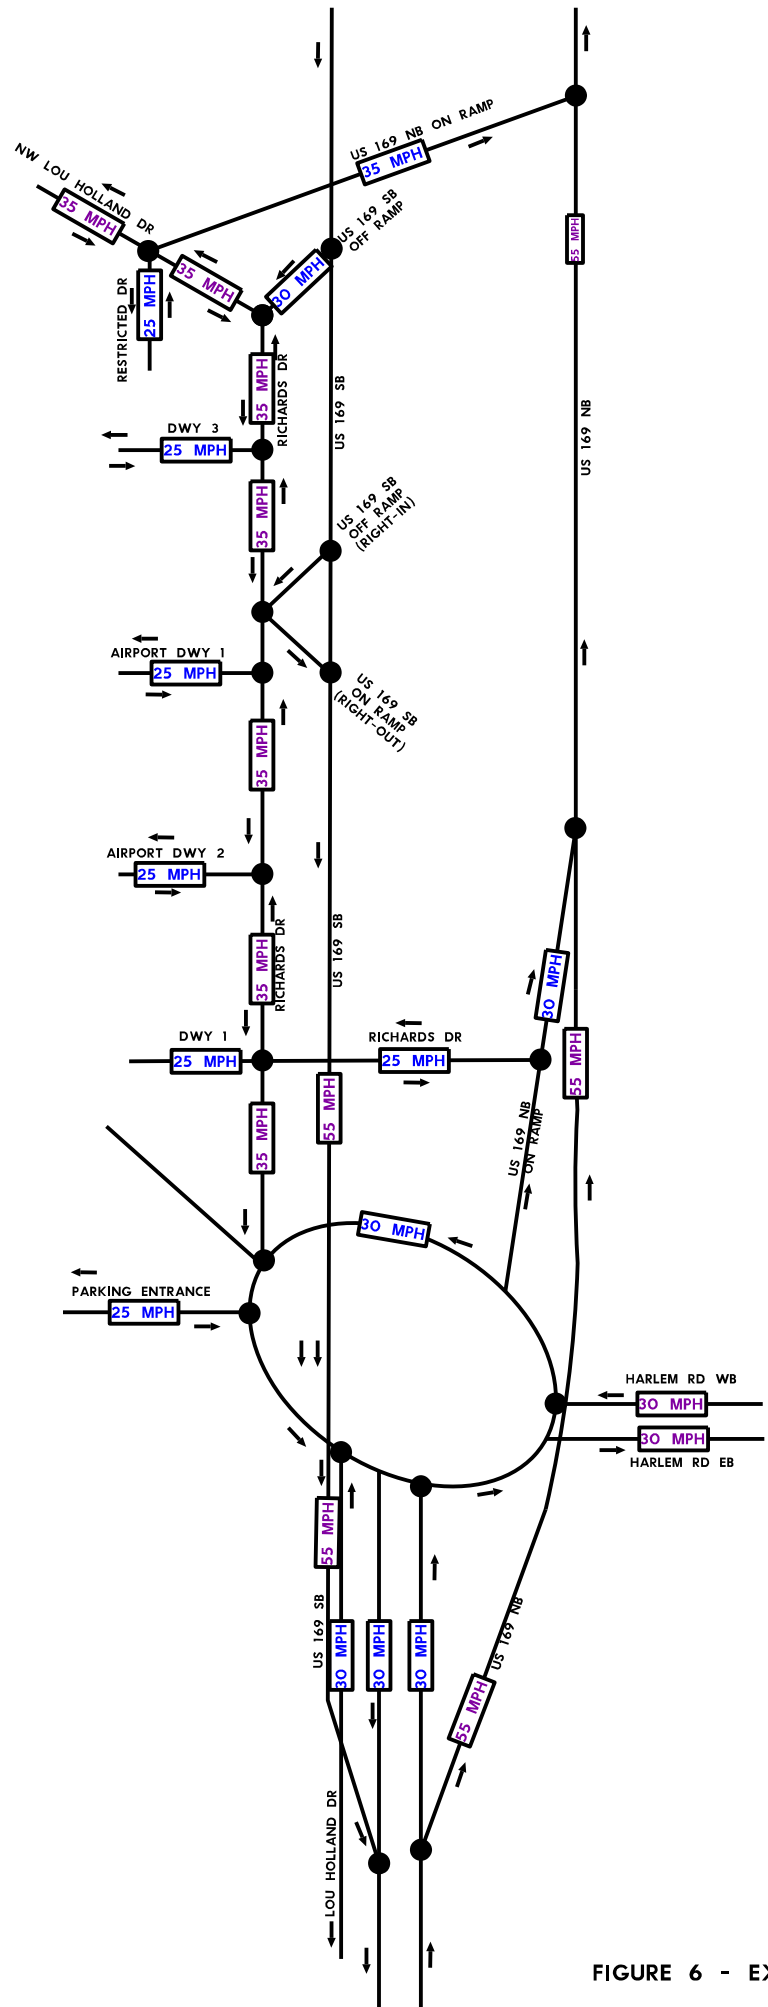 US 169 NB ON RAMP
35 MPH
NW LOU HOLLAND DR
35 MPH
US 169 SB
OFF RAMP
30 MPH
35 MPH
55 MPH
RESTRICTED DR
25 MPH
35 MPH
RICHARDS DR
US 169 SB
US 169 NB
DWY 3
25 MPH
35 MPH
US 169 SB
OFF RAMP
(RIGHT-IN)
AIRPORT DWY 1
25 MPH
US 169 SB
ON RAMP
(RIGHT-OUT)
35 MPH
AIRPORT DWY 2
25 MPH
35 MPH
RICHARDS DR
US 169 SB
30 MPH
DWY 1
25 MPH
RICHARDS DR
25 MPH
55 MPH
55 MPH
35 MPH
US 169 NB
ON RAMP
30 MPH
PARKING ENTRANCE
25 MPH
HARLEM RD WB
30 MPH
30 MPH
HARLEM RD EB
55 MPH
US 169 SB
30 MPH
30 MPH
30 MPH
US 169 NB
55 MPH
LOU HOLLAND DR
FIGURE 6 - EX